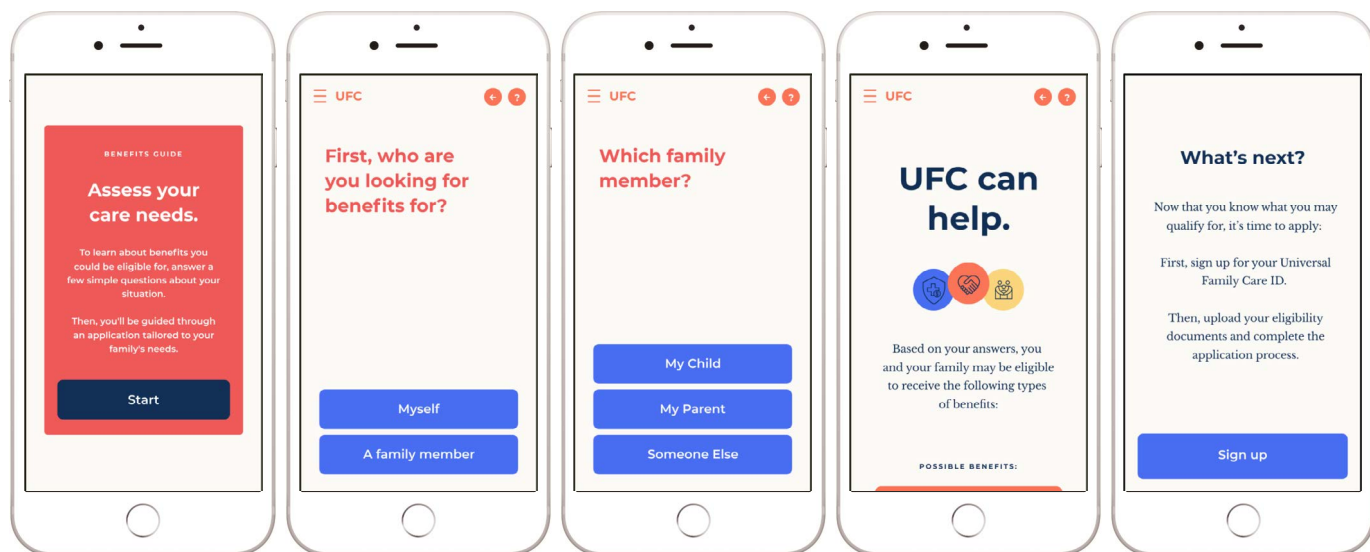 BENEFITS GUIDE
Assess your
care needs.
To learn about benefits you
could be eligible for, answer a
few simple questions about your
situation.
Then, you'll be guided through
an application tailored to your
family's needs.
Start
UFC
?
First, who are
you looking for
benefits for?
Myself
A family member
UFC
?
Which family
member?
My Child
My Parent
Someone Else
UFC
?
UFC can
help.
Based on your answers, you
and your family may be eligible
to receive the following types
of benefits:
POSSIBLE BENEFITS:
What's next?
Now that you know what you may
qualify for, it's time to apply:
First, sign up for your Universal
Family Care ID.
Then, upload your eligibility
documents and complete the
application process.
Sign up